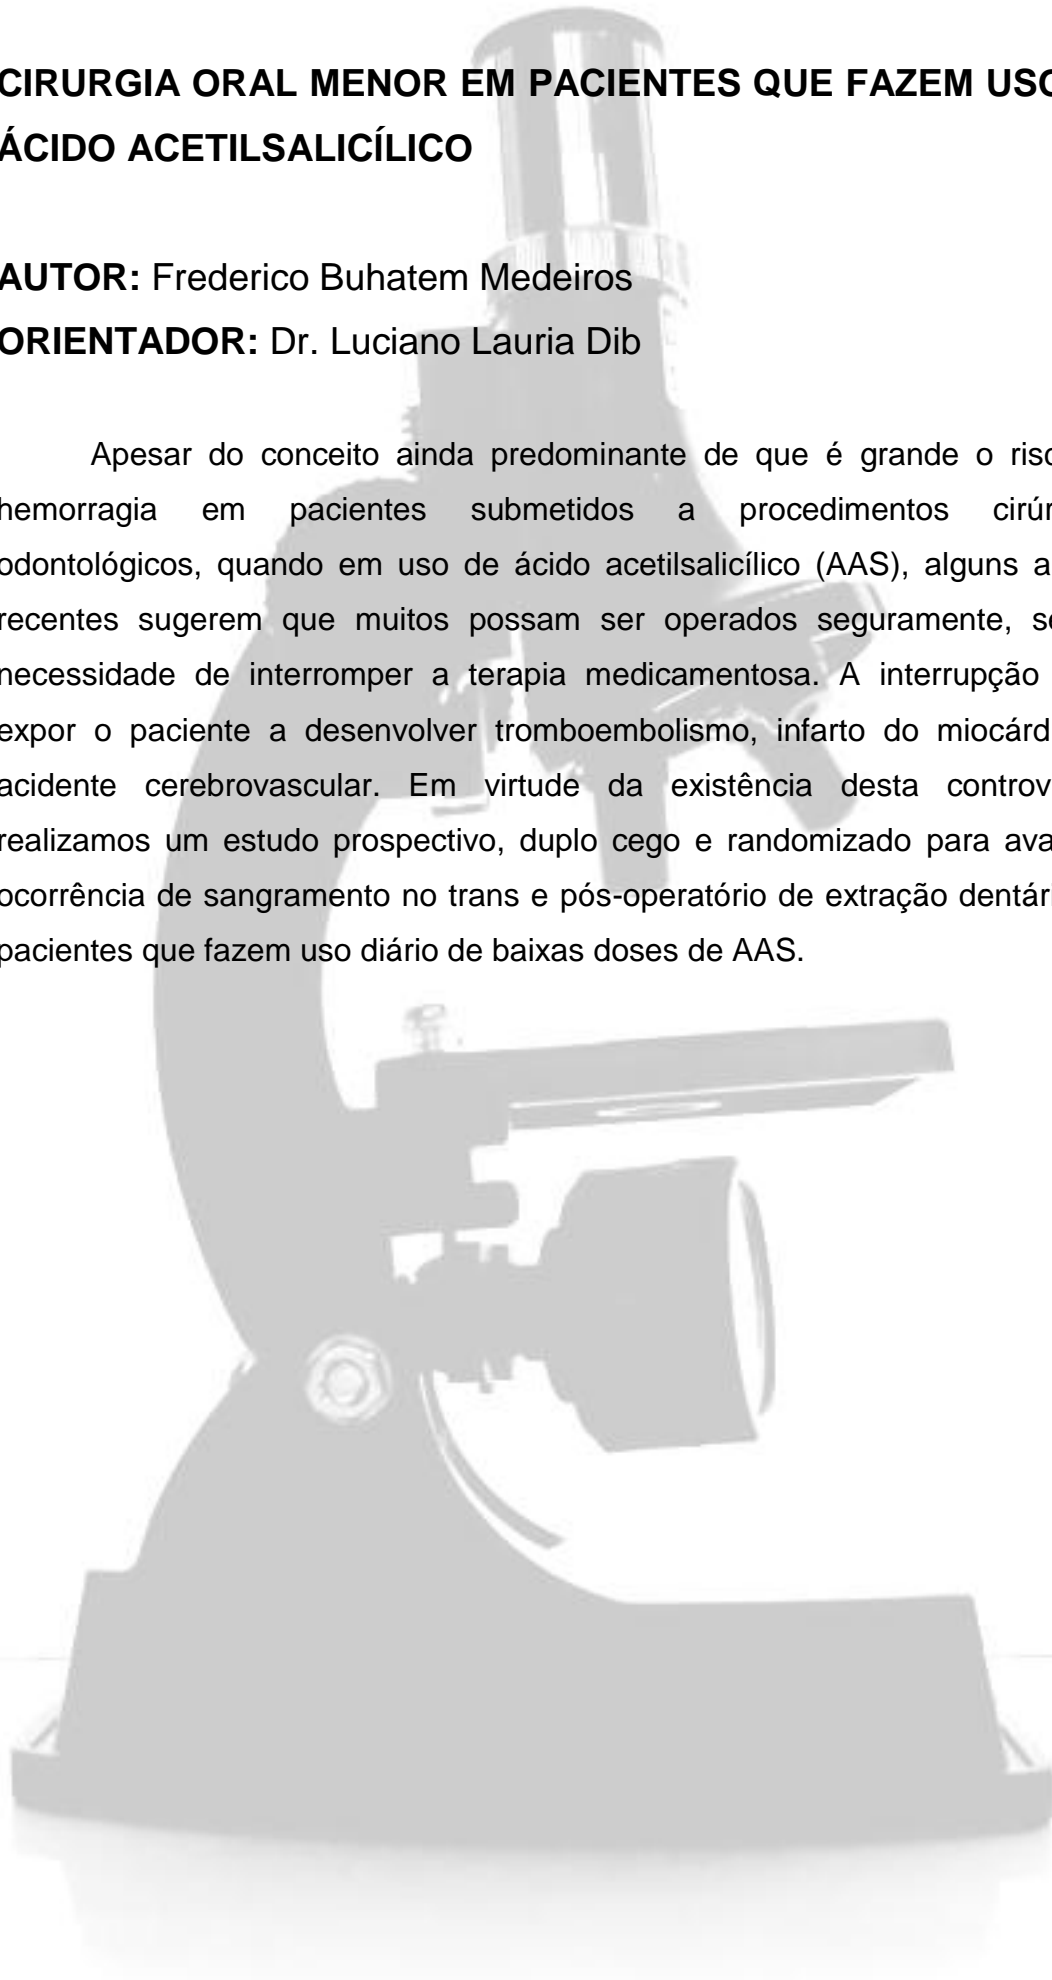 CIRURGIA ORAL MENOR EM PACIENTES QUE FAZEM USO
ÁCIDO ACETILSALICÍLICO
AUTOR: Frederico Buhatem Medeiros
ORIENTADOR: Dr. Luciano Lauria Dib
Apesar do conceito ainda predominante de que é grande o risc
hemorragia em pacientes submetidos a procedimentos cirúr
odontológicos, quando em uso de ácido acetilsalicílico (AAS), alguns a
recentes sugerem que muitos possam ser operados seguramente, se
necessidade de interromper a terapia medicamentosa. A interrupção
expor o paciente a desenvolver tromboembolismo, infarto do miocárd
acidente cerebrovascular. Em virtude da existência desta controv
realizamos um estudo prospectivo, duplo cego e randomizado para ava
ocorrência de sangramento no trans e pós-operatório de extração dentári
pacientes que fazem uso diário de baixas doses de AAS.